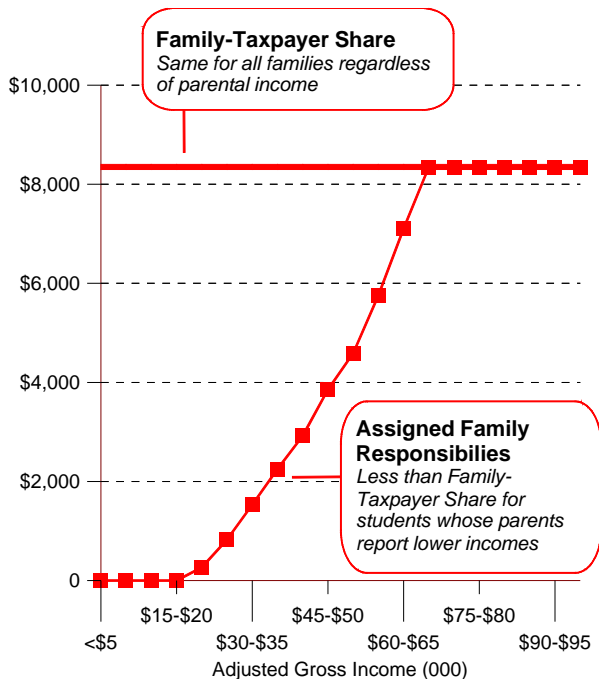 Family-Taxpayer Share
Same for all families regardless
of parental income
$10,000
$8,000
$6,000
$4,000
$2,000
0
Assigned Family
Responsibilies
Less than Family-
Taxpayer Share for
students whose parents
report lower incomes
$15-$20 $45-$50 $75-$80
<$5 $30-$35 $60-$65 $90-$95
Adjusted Gross Income (000)